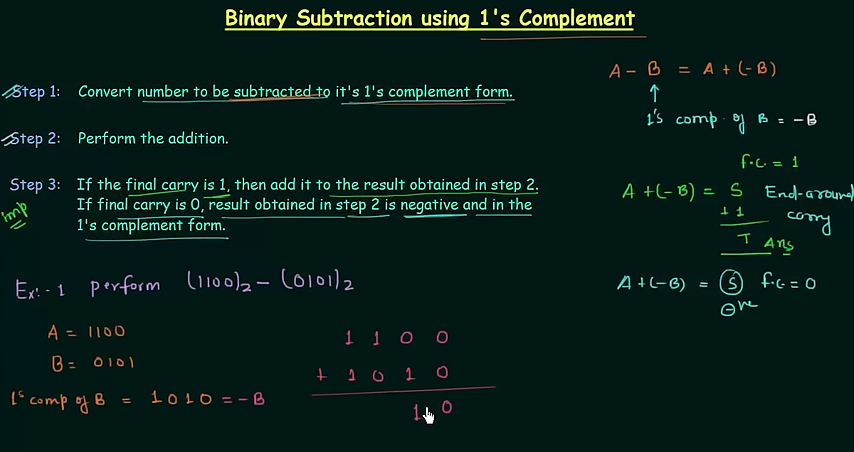 Binary Subtraction using 1's Complement
Step 1: Convert number to be subtracted to it's 1's complement form.
Step 2: Perform the addition.
Step 3: If the final carry is 1, then add it to the result obtained in step 2.
If final carry is 0, result obtained in step 2 is negative and in the
1's complement form.
imp
A - B = A + (-B)
↑
1's comp. of B = -B
f.c. = 1
A + (-B) = S End-around
+ 1 carry
T Ans
A + (-B) = S f.c. = 0
⊖ve
Ex:- 1 perform (1100)2 - (0101)2
A = 1100
B = 0101
1's comp of B = 1010 = -B
1 1 0 0
+ 1 0 1 0
1 0